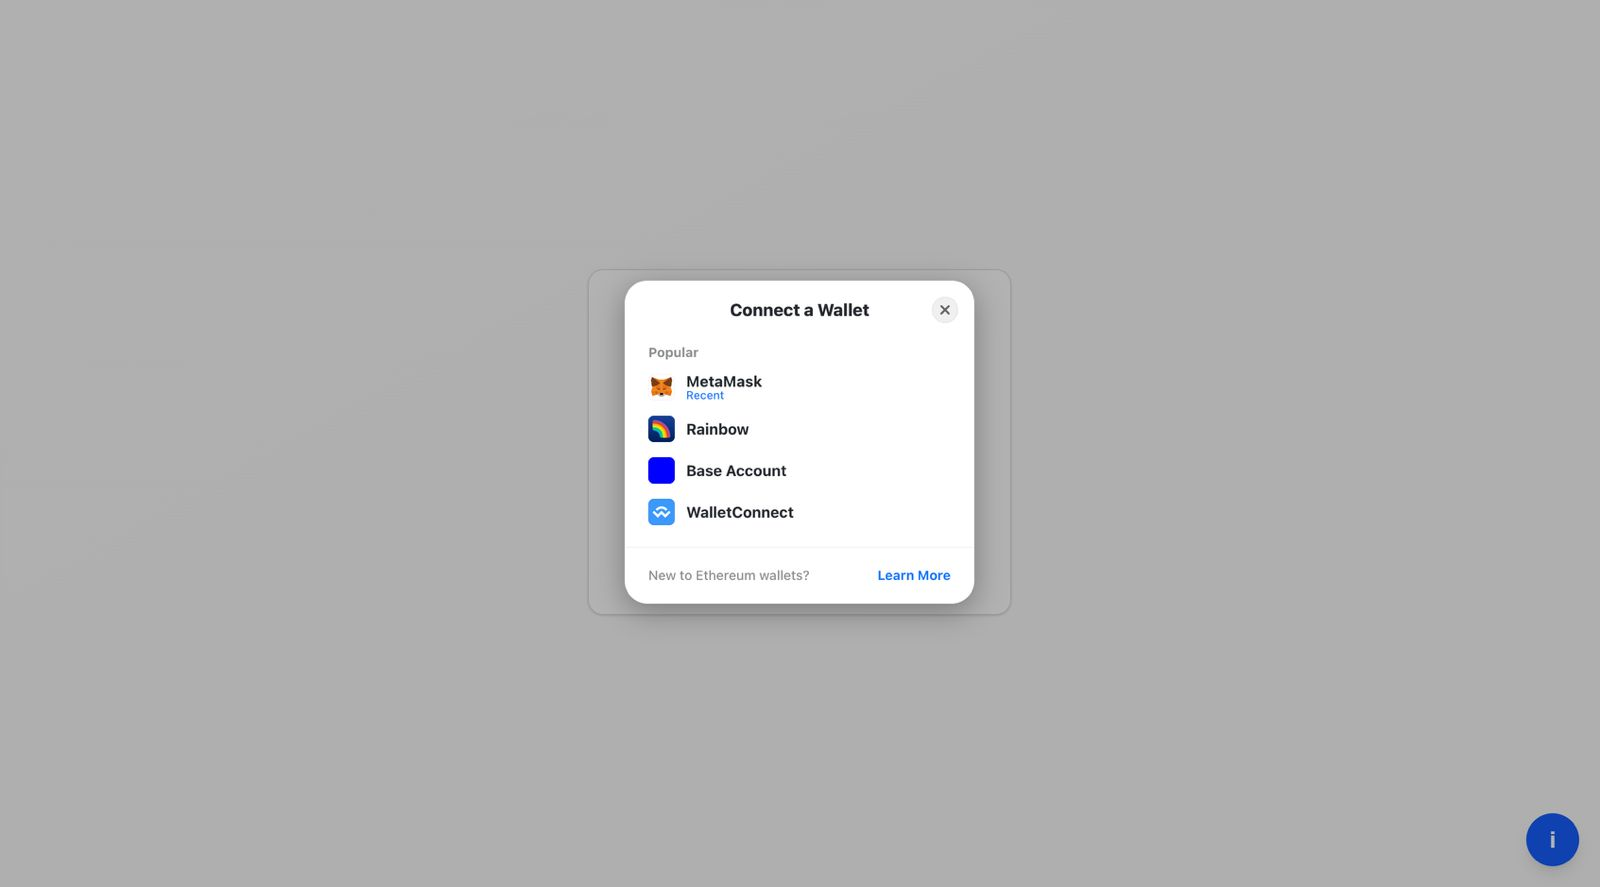 Connect a Wallet
Popular
MetaMask
Recent
Rainbow
Base Account
WalletConnect
New to Ethereum wallets?
Learn More
i